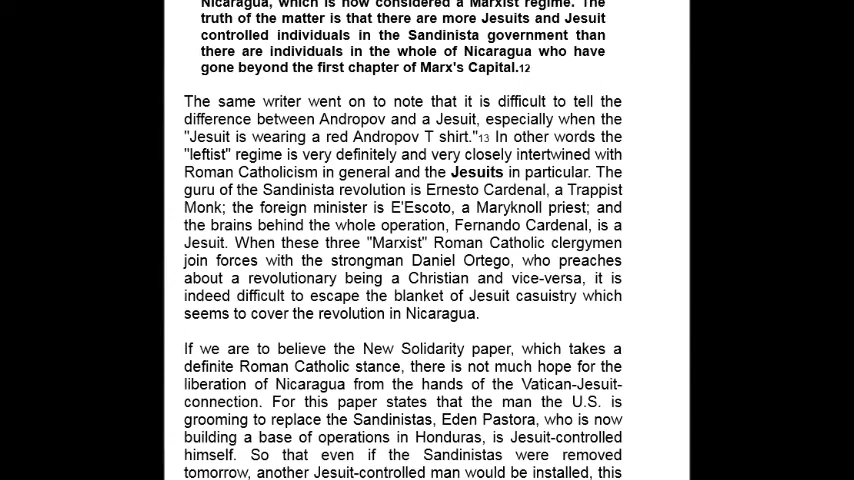 Nicaragua, which is now considered a Marxist regime. The
truth of the matter is that there are more Jesuits and Jesuit
controlled individuals in the Sandinista government than
there are individuals in the whole of Nicaragua who have
gone beyond the first chapter of Marx's Capital.12
The same writer went on to note that it is difficult to tell the
difference between Andropov and a Jesuit, especially when the
"Jesuit is wearing a red Andropov T shirt."13 In other words the
"leftist" regime is very definitely and very closely intertwined with
Roman Catholicism in general and the Jesuits in particular. The
guru of the Sandinista revolution is Ernesto Cardenal, a Trappist
Monk; the foreign minister is E'Escoto, a Maryknoll priest; and
the brains behind the whole operation, Fernando Cardenal, is a
Jesuit. When these three "Marxist" Roman Catholic clergymen
join forces with the strongman Daniel Ortego, who preaches
about a revolutionary being a Christian and vice-versa, it is
indeed difficult to escape the blanket of Jesuit casuistry which
seems to cover the revolution in Nicaragua.
If we are to believe the New Solidarity paper, which takes a
definite Roman Catholic stance, there is not much hope for the
liberation of Nicaragua from the hands of the Vatican-Jesuit-
connection. For this paper states that the man the U.S. is
grooming to replace the Sandinistas, Eden Pastora, who is now
building a base of operations in Honduras, is Jesuit-controlled
himself. So that even if the Sandinistas were removed
tomorrow, another Jesuit-controlled man would be installed, this